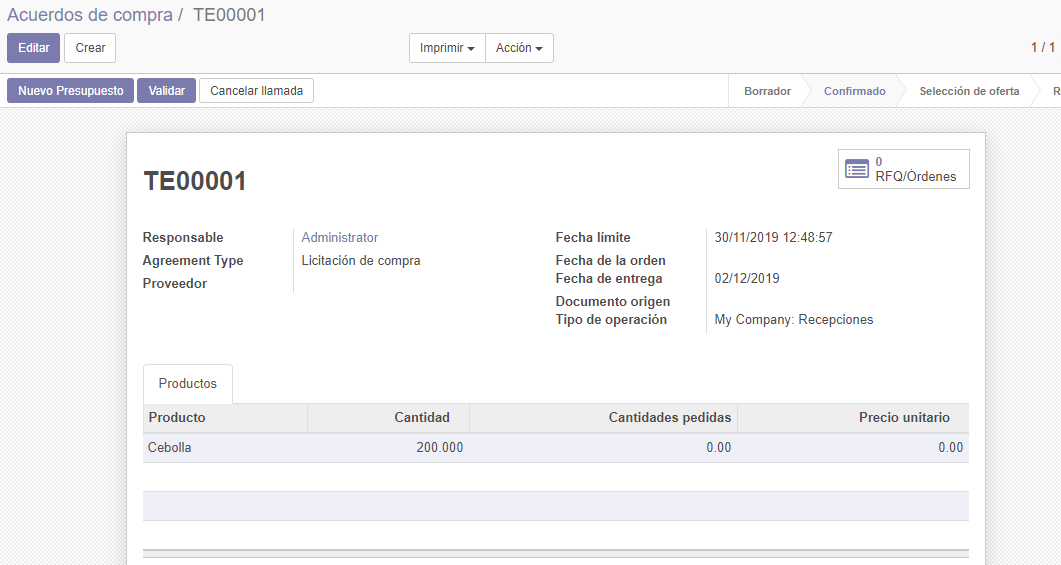 Acuerdos de compra / TE00001
Editar Crear Imprimir Acción 1 / 1
Nuevo Presupuesto Validar Cancelar llamada Borrador Confirmado Selección de oferta R
0
RFQ/Órdenes
TE00001
Responsable Administrator Fecha límite 30/11/2019 12:48:57
Agreement Type Licitación de compra Fecha de la orden
Proveedor Fecha de entrega 02/12/2019
Documento origen
Tipo de operación My Company: Recepciones
Productos
Producto Cantidad Cantidades pedidas Precio unitario
Cebolla 200.000 0.00 0.00